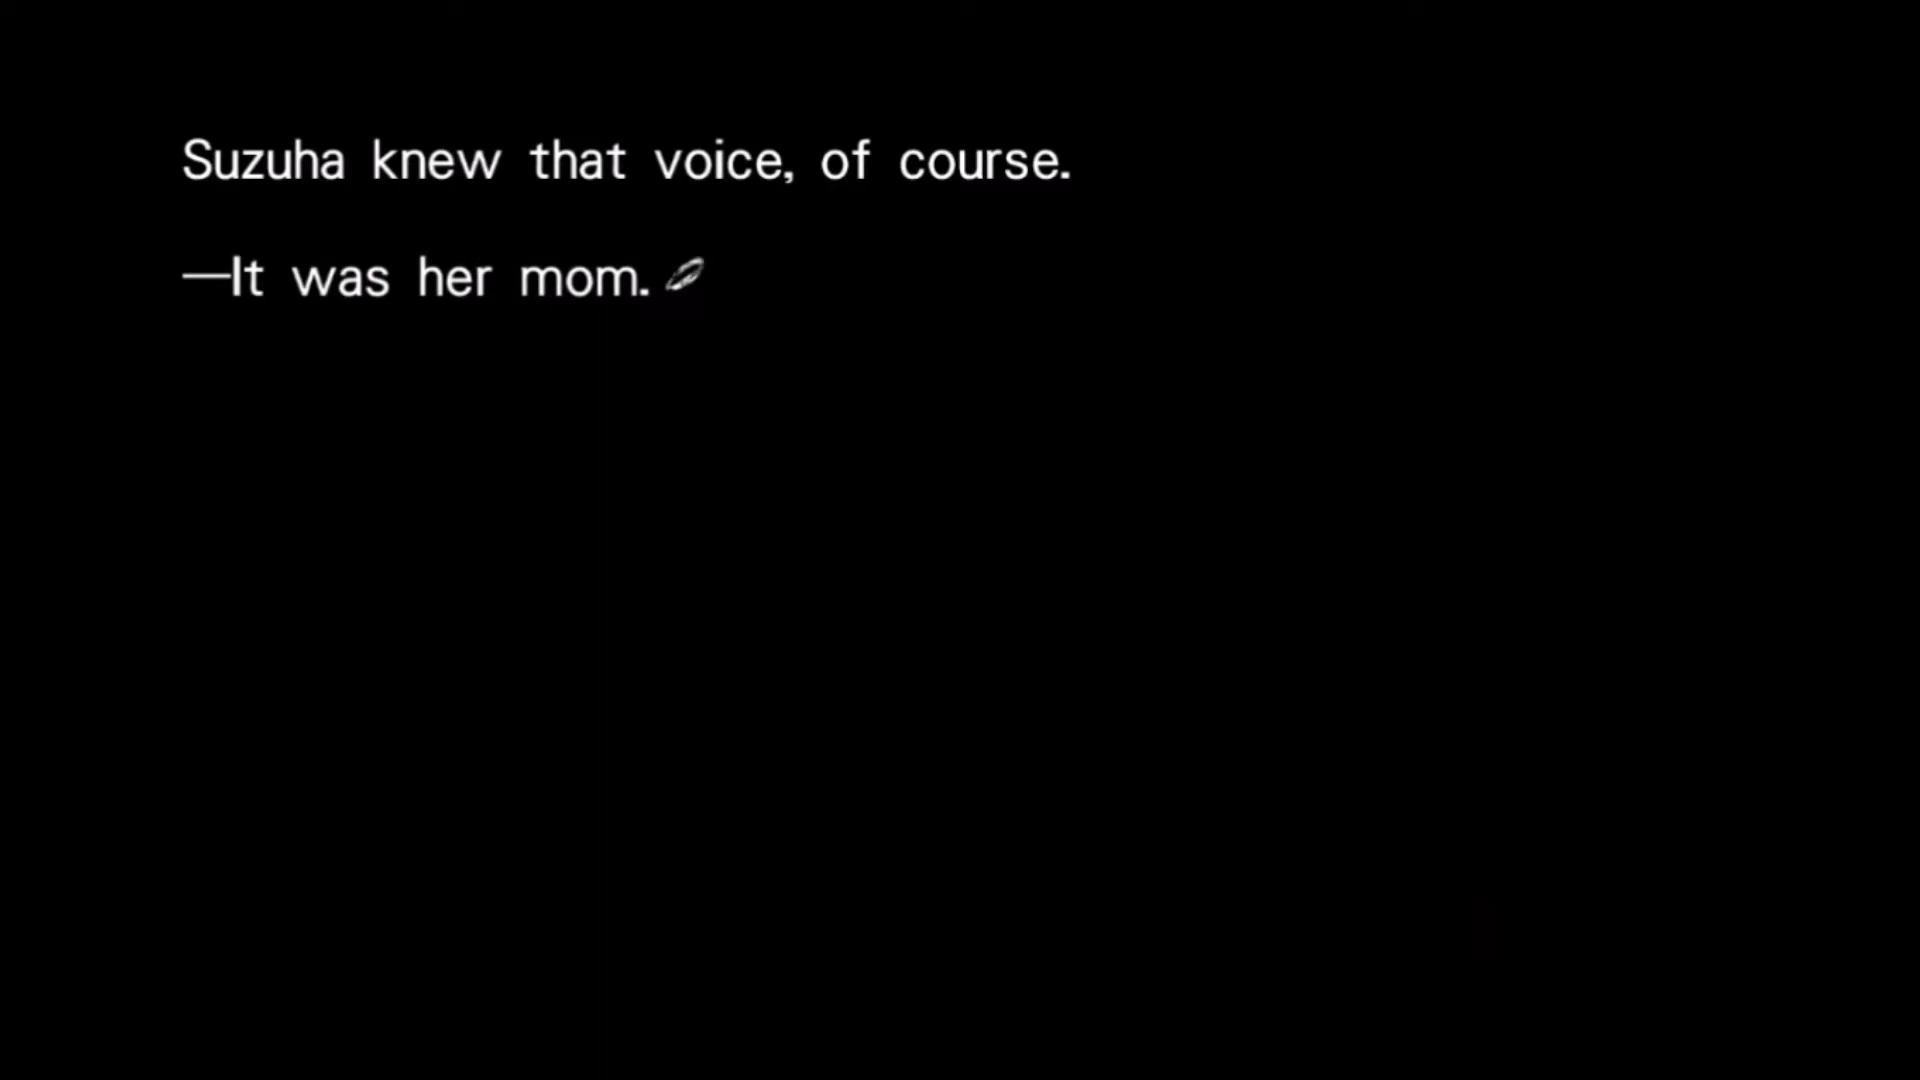 Suzuha knew that voice, of course.
—It was her mom.